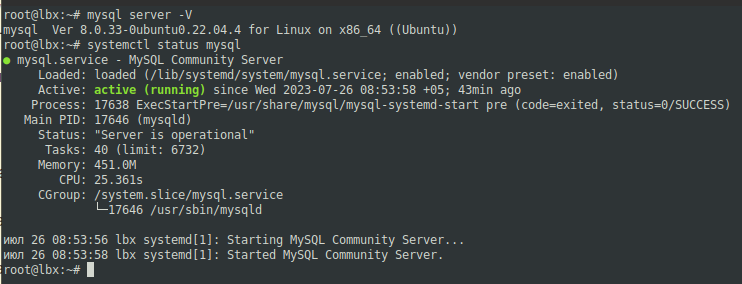 root@lbx:~# mysql server -V
mysql  Ver 8.0.33-0ubuntu0.22.04.4 for Linux on x86_64 ((Ubuntu))
root@lbx:~# systemctl status mysql
● mysql.service - MySQL Community Server
     Loaded: loaded (/lib/systemd/system/mysql.service; enabled; vendor preset: enabled)
     Active: active (running) since Wed 2023-07-26 08:53:58 +05; 43min ago
    Process: 17638 ExecStartPre=/usr/share/mysql/mysql-systemd-start pre (code=exited, status=0/SUCCESS)
   Main PID: 17646 (mysqld)
     Status: "Server is operational"
      Tasks: 40 (limit: 6732)
     Memory: 451.0M
        CPU: 25.361s
     CGroup: /system.slice/mysql.service
             └─17646 /usr/sbin/mysqld
июл 26 08:53:56 lbx systemd[1]: Starting MySQL Community Server...
июл 26 08:53:58 lbx systemd[1]: Started MySQL Community Server.
root@lbx:~#